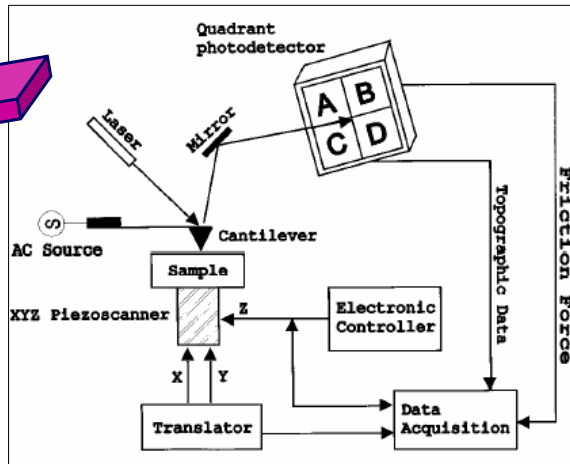 Quadrant
photodetector
A B
C D
Laser
Mirror
S
AC Source
Cantilever
Sample
XYZ Piezoscanner
Z
Electronic
Controller
Topographic Data
Friction Force
X Y
Translator
Data
Acquisition